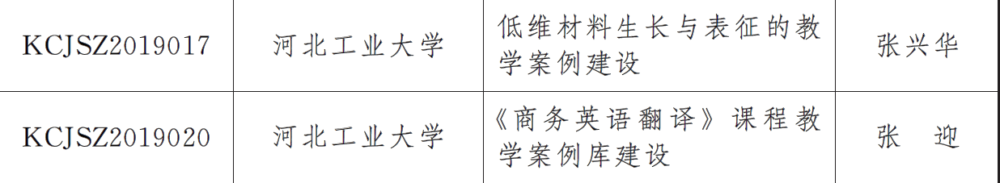 KCJSZ2019017 河北工业大学 低维材料生长与表征的教 张兴华
学案例建设
KCJSZ2019020 河北工业大学 《商务英语翻译》课程教 张 迎
学案例库建设